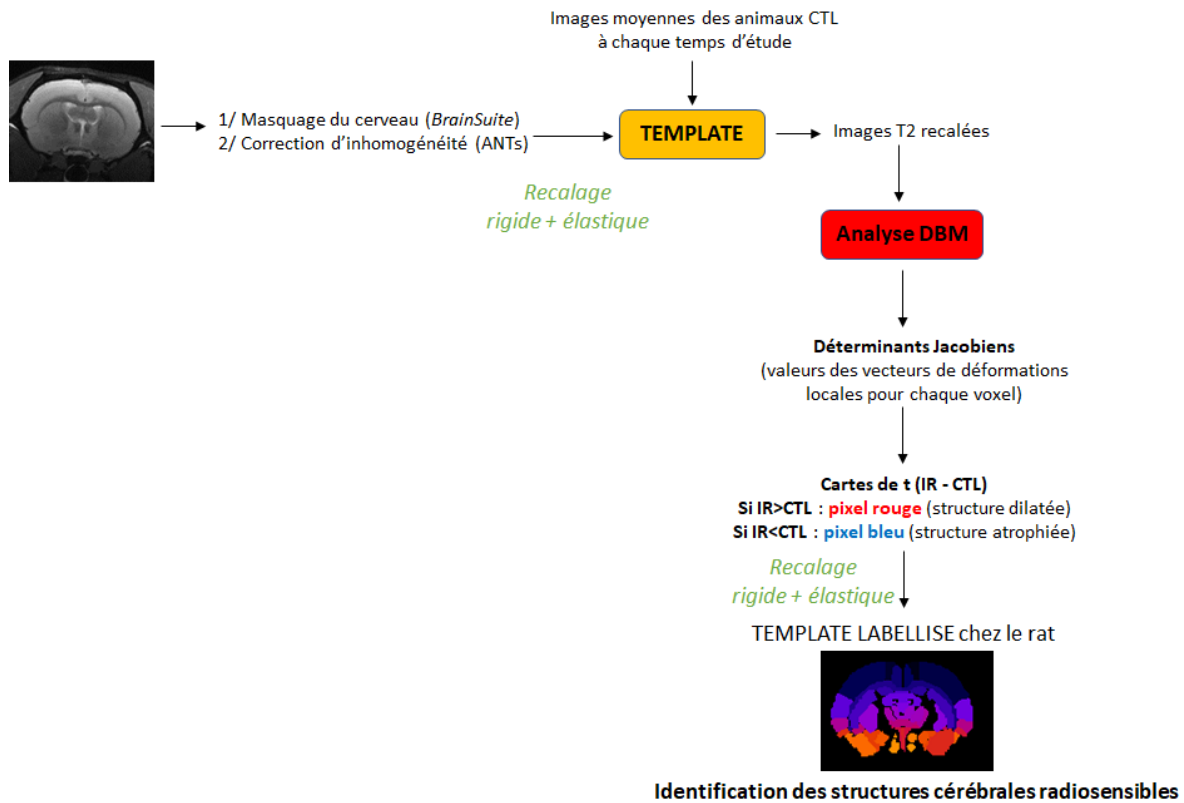 Images moyennes des animaux CTL
à chaque temps d'étude
1/ Masquage du cerveau (BrainSuite)
2/ Correction d'inhomogénéité (ANTs)
TEMPLATE
Images T2 recalées
Recalage
rigide + élastique
Analyse DBM
Déterminants Jacobiens
(valeurs des vecteurs de déformations
locales pour chaque voxel)
Cartes de t (IR - CTL)
Si IR>CTL : pixel rouge (structure dilatée)
Si IR<CTL : pixel bleu (structure atrophiée)
Recalage
rigide + élastique
TEMPLATE LABELLISE chez le rat
Identification des structures cérébrales radiosensibles